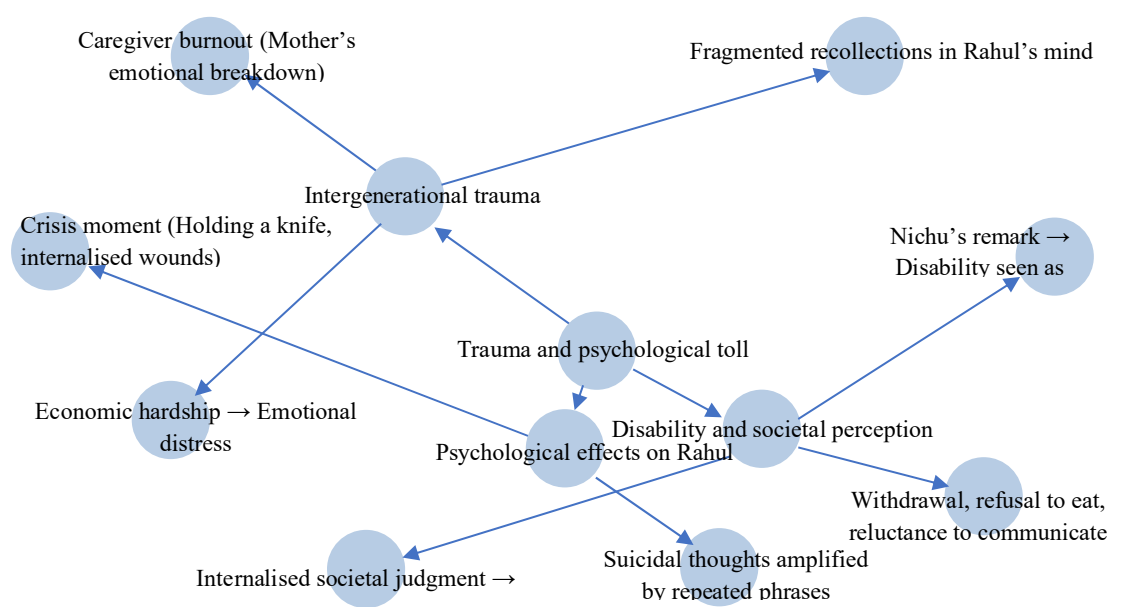 Caregiver burnout (Mother's
emotional breakdown)
Fragmented recollections in Rahul's mind
Intergenerational trauma
Crisis moment (Holding a knife,
internalised wounds)
Nichu's remark →
Disability seen as
Trauma and psychological toll
Economic hardship → Emotional
distress
Disability and societal perception
Psychological effects on Rahul
Withdrawal, refusal to eat,
reluctance to communicate
Suicidal thoughts amplified
by repeated phrases
Internalised societal judgment →